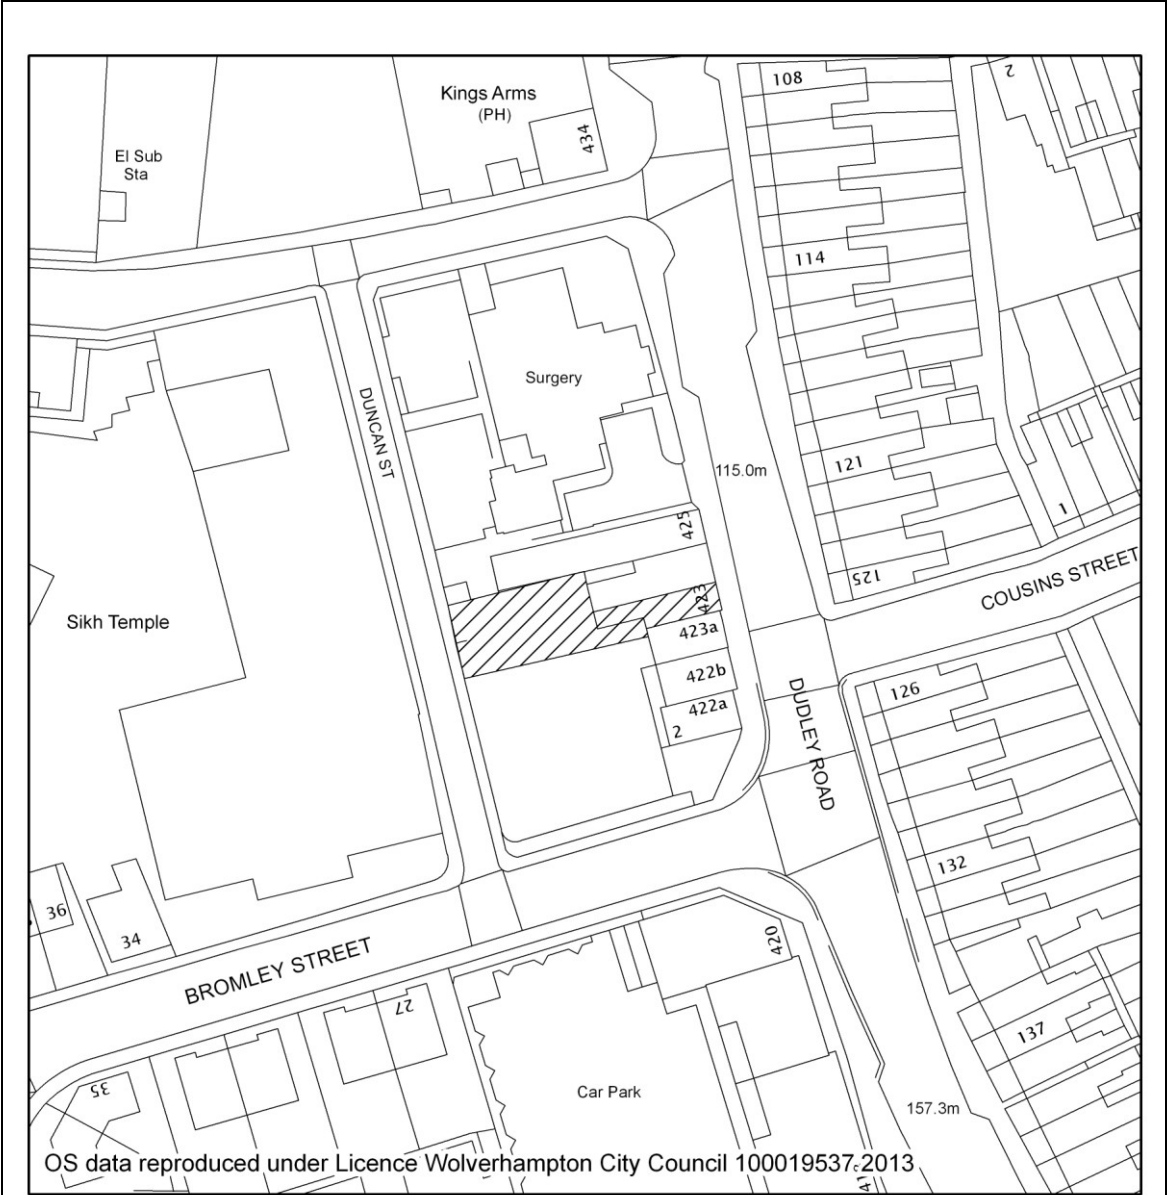 108
2
Kings Arms
(PH)
434
El Sub
Sta
114
Surgery
DUNCAN ST
121
115.0m
1
425
125
COUSINS STREET
423
Sikh Temple
423a
422b
126
422a
2
DUDLEY ROAD
132
36
34
420
BROMLEY STREET
27
137
35
Car Park
157.3m
OS data reproduced under Licence Wolverhampton City Council 100019537-2013